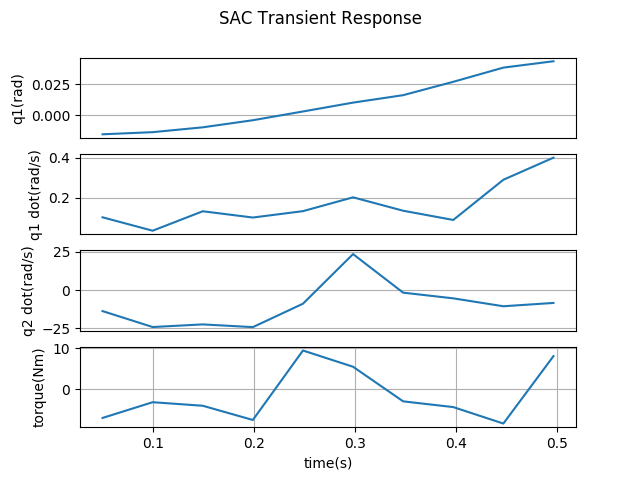 SAC Transient Response
q1(rad)
0.025
0.000
q1 dot(rad/s)
0.4
0.2
q2 dot(rad/s)
25
0
−25
torque(Nm)
10
0
0.1 0.2 0.3 0.4 0.5
time(s)